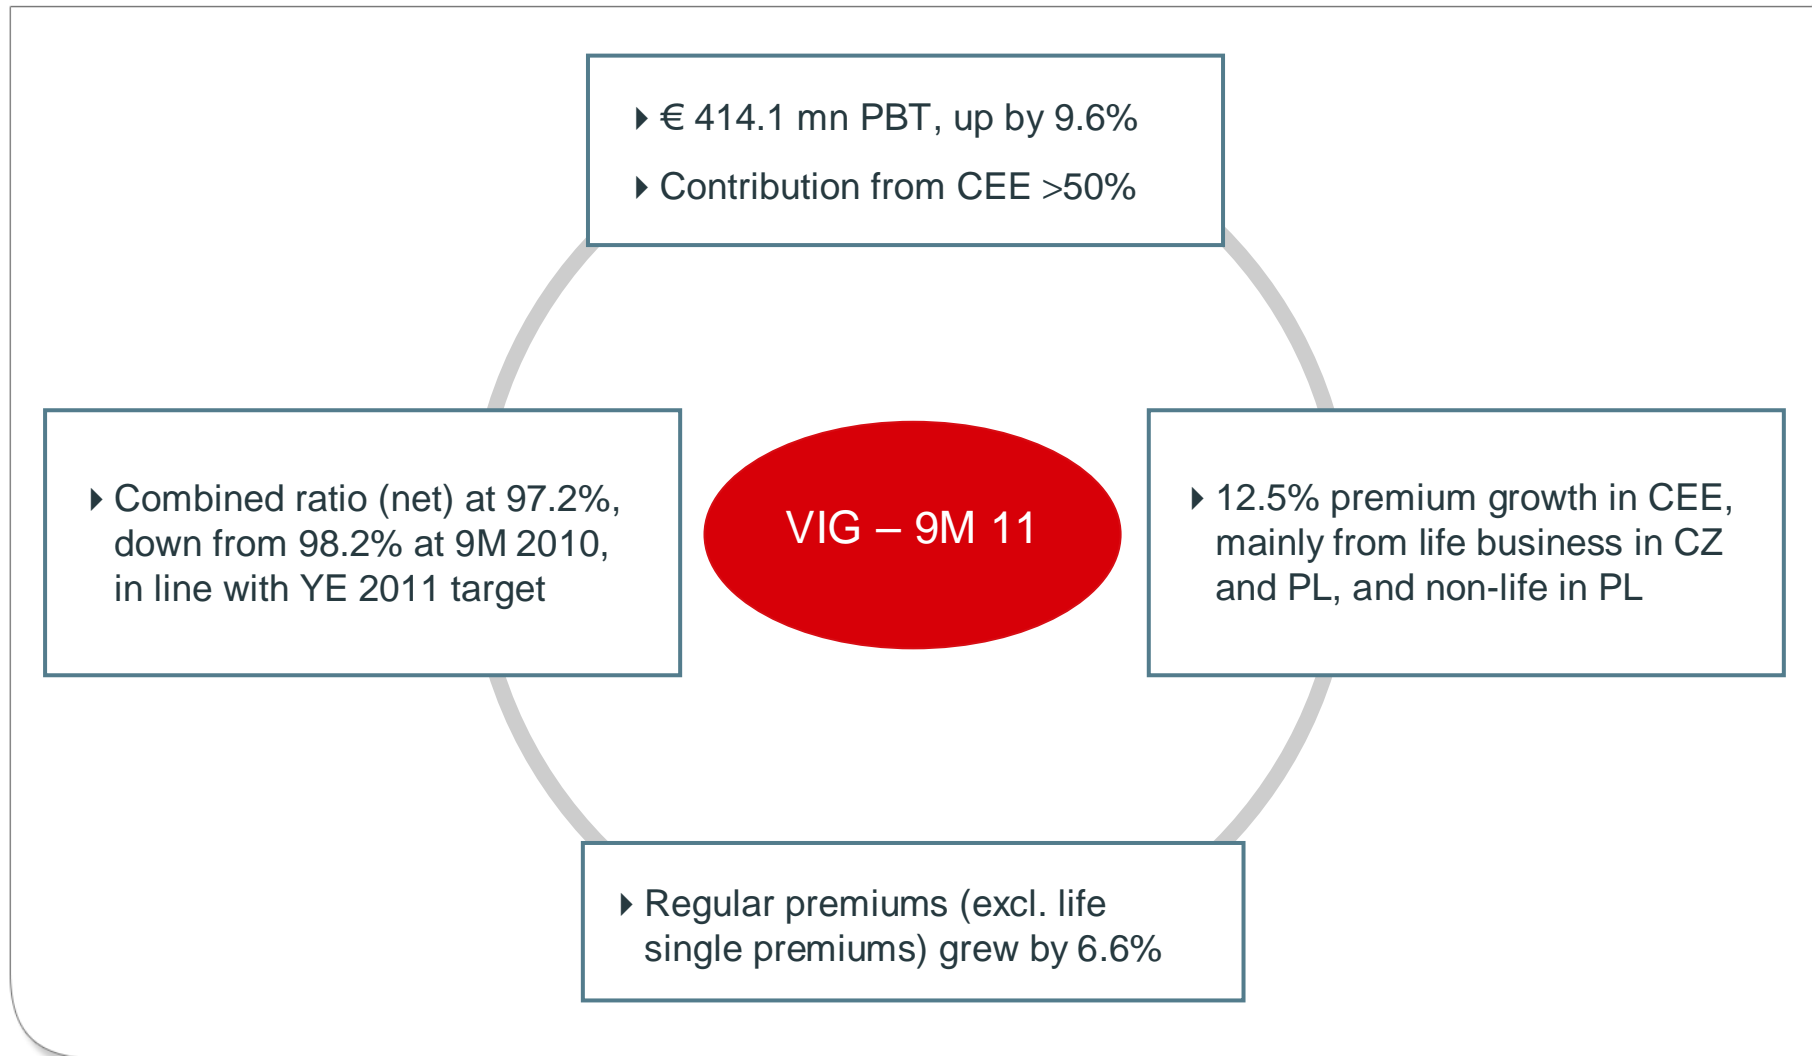 € 414.1 mn PBT, up by 9.6%
Contribution from CEE >50%
Combined ratio (net) at 97.2%,
down from 98.2% at 9M 2010,
in line with YE 2011 target
VIG – 9M 11
12.5% premium growth in CEE,
mainly from life business in CZ
and PL, and non-life in PL
Regular premiums (excl. life
single premiums) grew by 6.6%